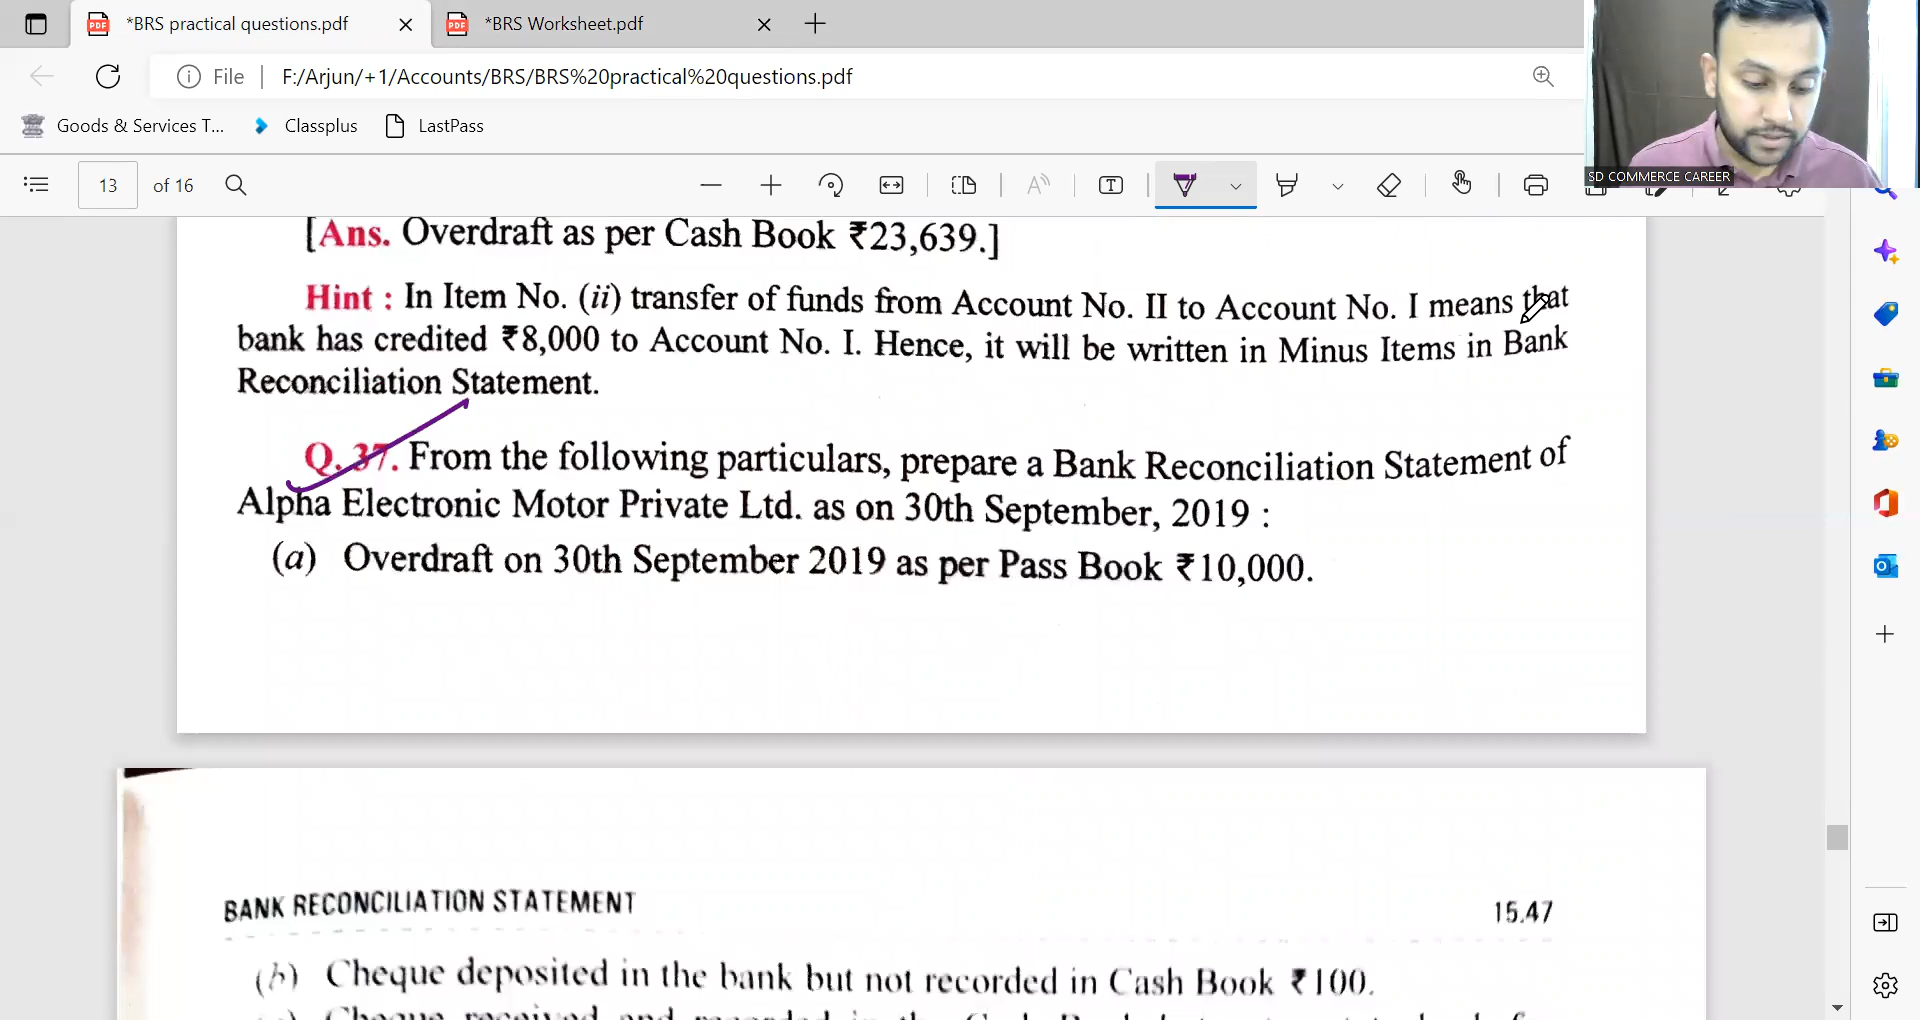 *BRS practical questions.pdf
*BRS Worksheet.pdf
File
F:/Arjun/+1/Accounts/BRS/BRS%20practical%20questions.pdf
Goods & Services T...
Classplus
LastPass
13 of 16
SD COMMERCE CAREER
[Ans. Overdraft as per Cash Book ₹23,639.]
Hint : In Item No. (ii) transfer of funds from Account No. II to Account No. I means that
bank has credited ₹8,000 to Account No. I. Hence, it will be written in Minus Items in Bank
Reconciliation Statement.
Q. 37. From the following particulars, prepare a Bank Reconciliation Statement of
Alpha Electronic Motor Private Ltd. as on 30th September, 2019 :
(a) Overdraft on 30th September 2019 as per Pass Book ₹10,000.
BANK RECONCILIATION STATEMENT
15.47
(b) Cheque deposited in the bank but not recorded in Cash Book ₹100.
Cheque received and recorded in the